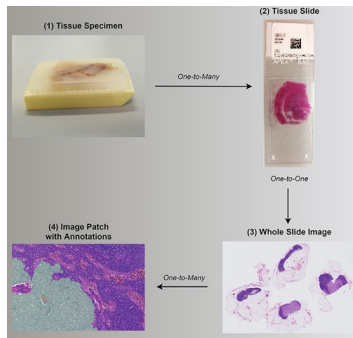 (1) Tissue Specimen
(2) Tissue Slide
One-to-Many
One-to-One
(3) Whole Slide Image
(4) Image Patch
with Annotations
One-to-Many
X X